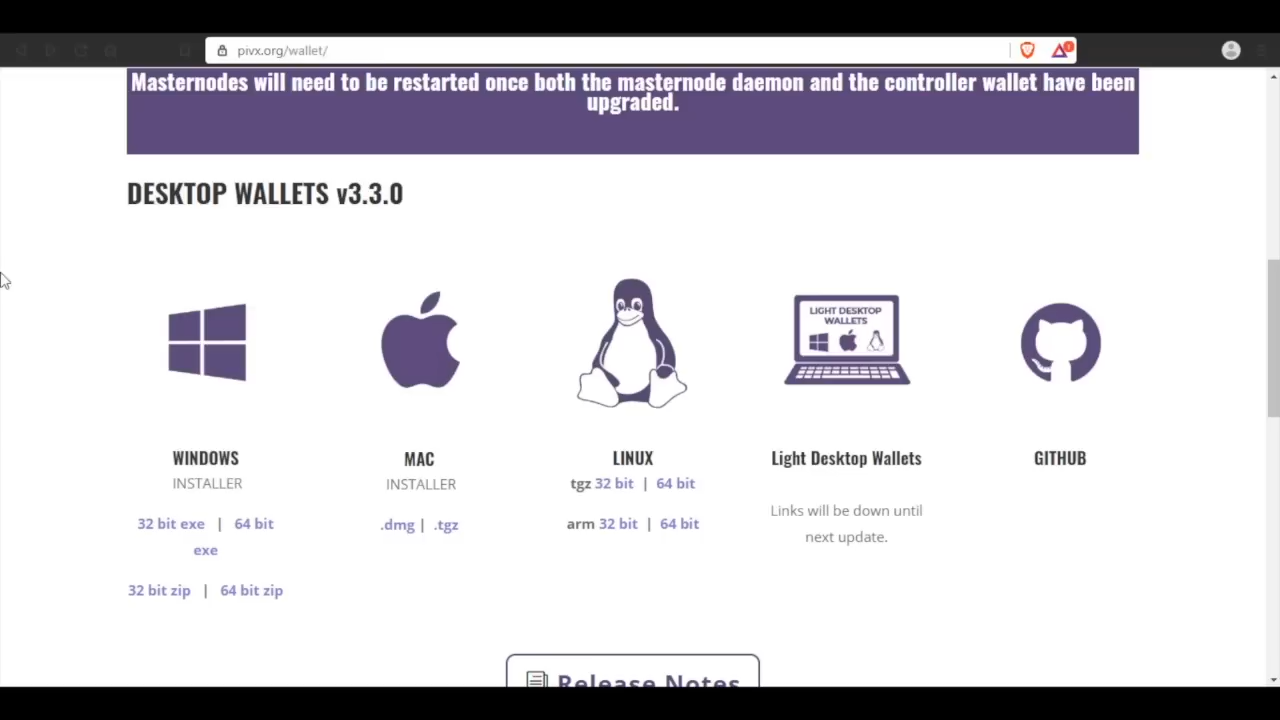 pivx.org/wallet/
1
Masternodes will need to be restarted once both the masternode daemon and the controller wallet have been
upgraded.
DESKTOP WALLETS v3.3.0
LIGHT DESKTOP
WALLETS
WINDOWS
INSTALLER
32 bit exe | 64 bit
exe
32 bit zip | 64 bit zip
MAC
INSTALLER
.dmg | .tgz
LINUX
tgz 32 bit | 64 bit
arm 32 bit | 64 bit
Light Desktop Wallets
Links will be down until
next update.
GITHUB
Release Notes